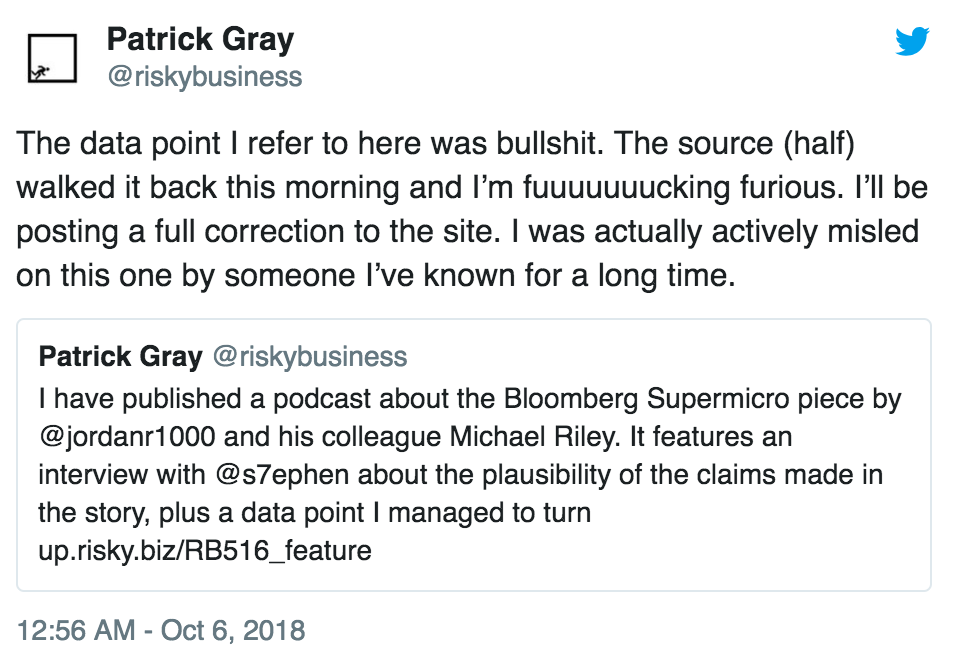 Patrick Gray
@riskybusiness
The data point I refer to here was bullshit. The source (half)
walked it back this morning and I’m fuuuuuuucking furious. I’ll be
posting a full correction to the site. I was actually actively misled
on this one by someone I’ve known for a long time.
Patrick Gray @riskybusiness
I have published a podcast about the Bloomberg Supermicro piece by
@jordanr1000 and his colleague Michael Riley. It features an
interview with @s7ephen about the plausibility of the claims made in
the story, plus a data point I managed to turn
up.risky.biz/RB516_feature
12:56 AM - Oct 6, 2018